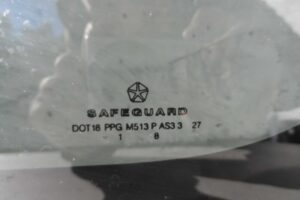 SAFEGUARD
DOT18 PPG M513 P AS3 3 27
1 8